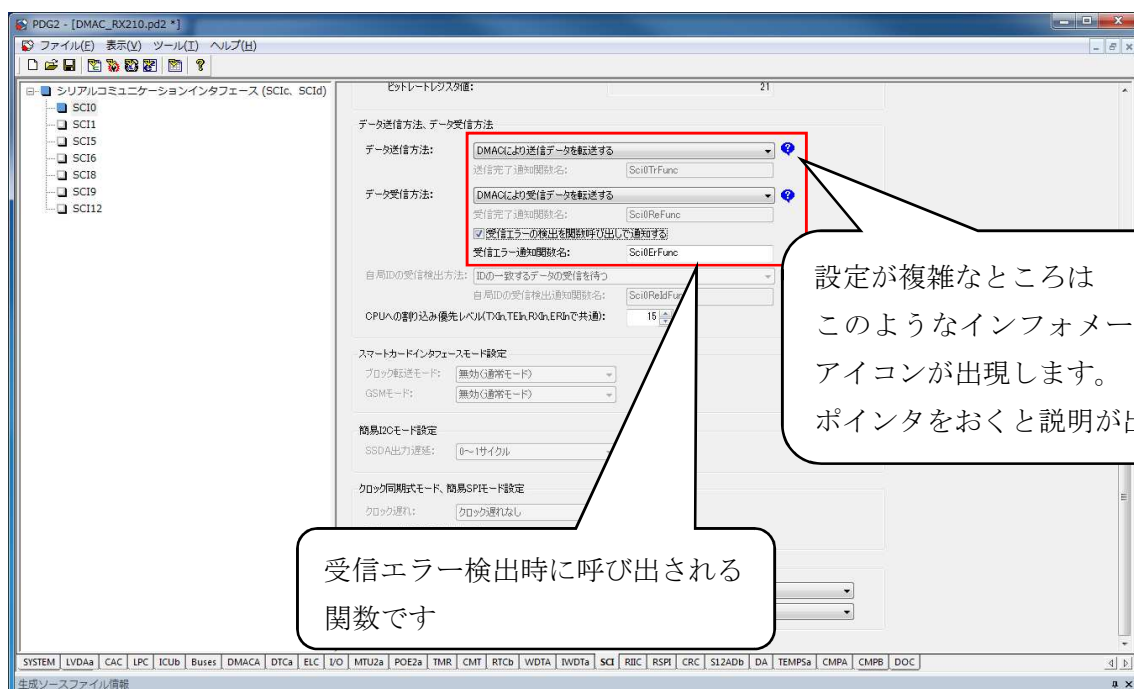 PDG2 - [DMAC_RX210.pd2 *]
ファイル(F) 表示(V) ツール(T) ヘルプ(H)
シリアルコミュニケーションインタフェース (SCIc、SCId)
SCI0
SCI1
SCI5
SCI6
SCI8
SCI9
SCI12
ビットレートレジスタ値: 21
データ送信方法、データ受信方法
データ送信方法: DMACにより送信データを転送する
送信完了通知関数名: Sci0TrFunc
データ受信方法: DMACにより受信データを転送する
受信完了通知関数名: Sci0ReFunc
受信エラーの検出を関数呼び出しで通知する
受信エラー通知関数名: Sci0ErFunc
自局IDの受信検出方法: IDの一致するデータの受信を待つ
自局IDの受信検出通知関数名: Sci0ReIdFu
CPUへの割り込み優先レベル(TXIn,TEIn,RXIn,ERInで共通): 15
設定が複雑なところは
このようなインフォメー
アイコンが出現します。
ポインタをおくと説明が出
スマートカードインタフェースモード設定
ブロック転送モード: 無効(通常モード)
GSMモード: 無効(通常モード)
簡易I2Cモード設定
SSDA出力遅延: 0～1サイクル
クロック同期式モード、簡易SPIモード設定
クロック遅れ: クロック遅れなし
受信エラー検出時に呼び出される
関数です
SYSTEM LVDAa CAC LPC ICUb Buses DMACA DTCa ELC I/O MTU2a POE2a TMR CMT RTCb WDTA IWDTa SCI RIIC RSPI CRC S12ADb DA TEMPSa CMPA CMPB DOC
生成ソースファイル情報